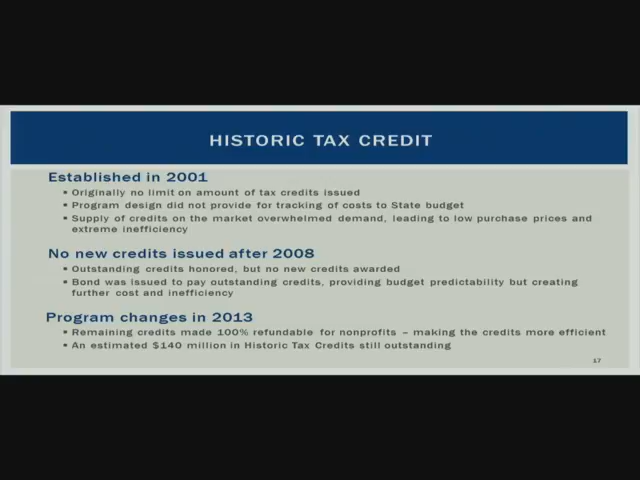 HISTORIC TAX CREDIT
Established in 2001
▪ Originally no limit on amount of tax credits issued
▪ Program design did not provide for tracking of costs to State budget
▪ Supply of credits on the market overwhelmed demand, leading to low purchase prices and
extreme inefficiency
No new credits issued after 2008
▪ Outstanding credits honored, but no new credits awarded
▪ Bond was issued to pay outstanding credits, providing budget predictability but creating
further cost and inefficiency
Program changes in 2013
▪ Remaining credits made 100% refundable for nonprofits – making the credits more efficient
▪ An estimated $140 million in Historic Tax Credits still outstanding
17